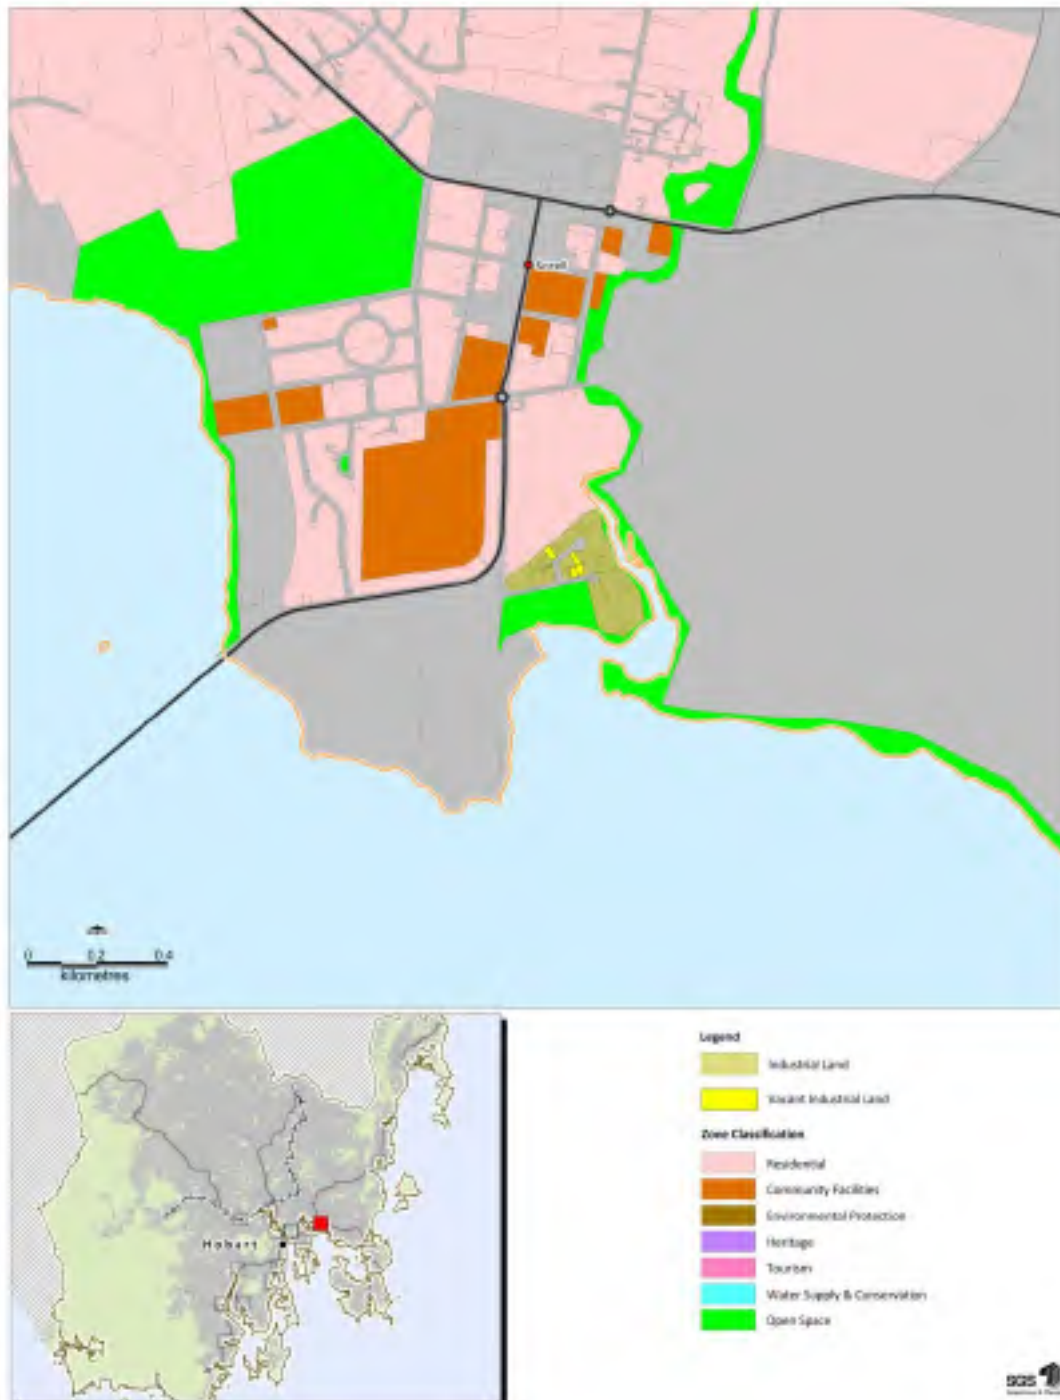 Sorell
0 0.2 0.4
kilometres
Hobart
Legend
Industrial Land
Vacant Industrial Land
Zone Classification
Residential
Community Facilities
Environmental Protection
Heritage
Tourism
Water Supply & Conservation
Open Space
SGS